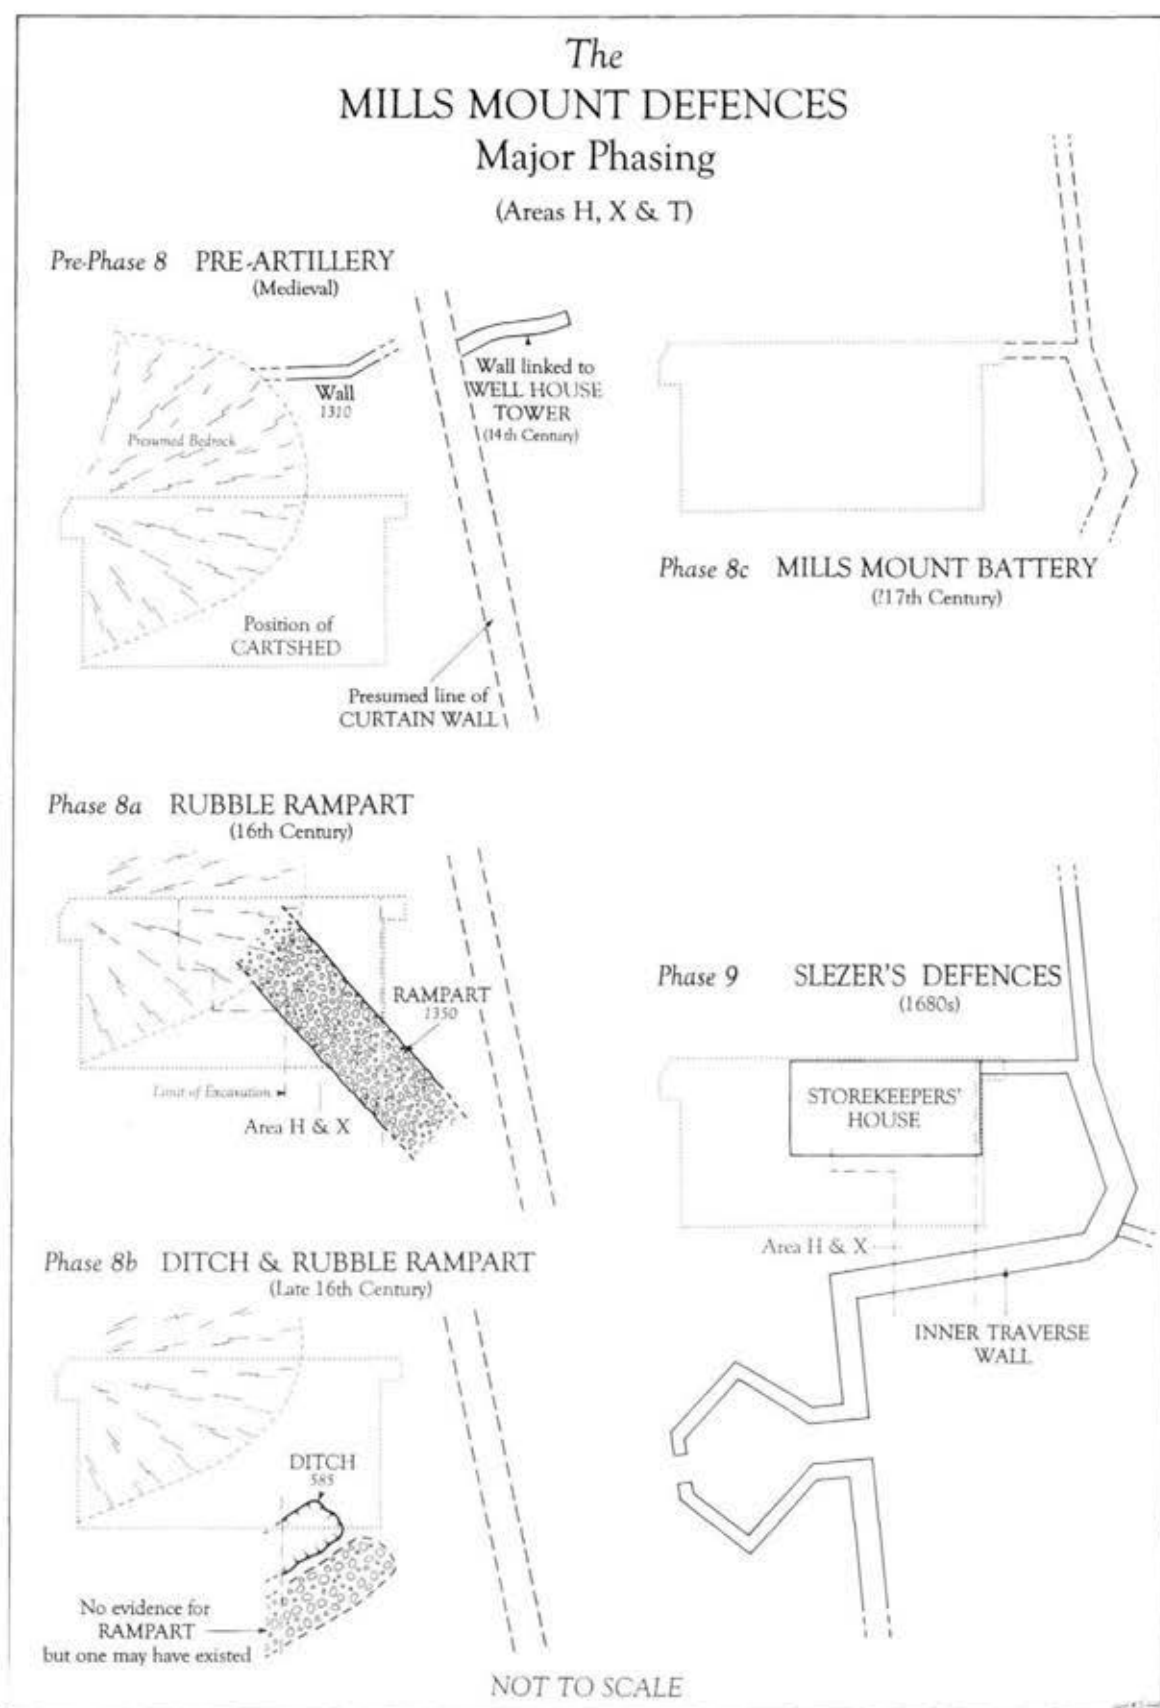 The
MILLS MOUNT DEFENCES
Major Phasing
(Areas H, X & T)
Pre-Phase 8 PRE-ARTILLERY
(Medieval)
Wall
1310
Wall linked to
WELL HOUSE
TOWER
(14th Century)
Presumed Bedrock
Position of
CARTSHED
Presumed line of
CURTAIN WALL
Phase 8a RUBBLE RAMPART
(16th Century)
RAMPART
1350
Limit of Excavation
Area H & X
Phase 8b DITCH & RUBBLE RAMPART
(Late 16th Century)
DITCH
585
No evidence for
RAMPART
but one may have existed
Phase 8c MILLS MOUNT BATTERY
(?17th Century)
Phase 9 SLEZER'S DEFENCES
(1680s)
STOREKEEPERS'
HOUSE
Area H & X
INNER TRAVERSE
WALL
NOT TO SCALE